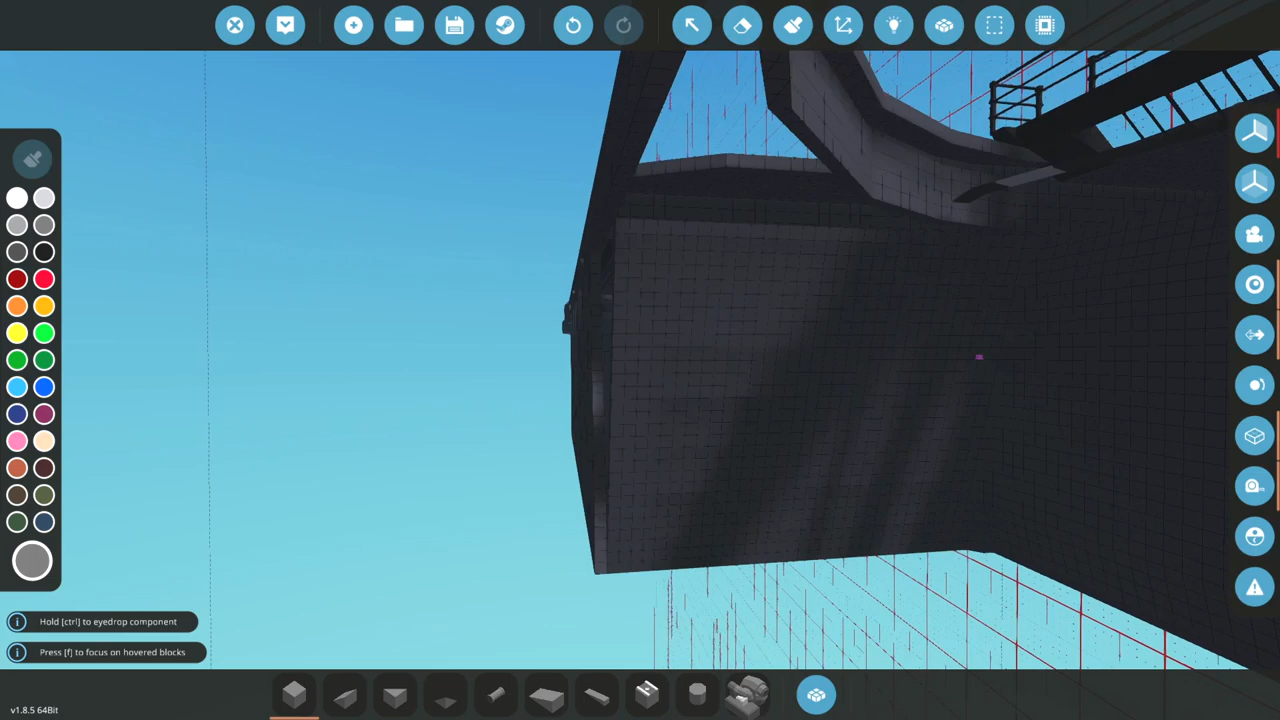 Hold [ctrl] to eyedrop component
Press [f] to focus on hovered blocks
v1.8.5 64Bit